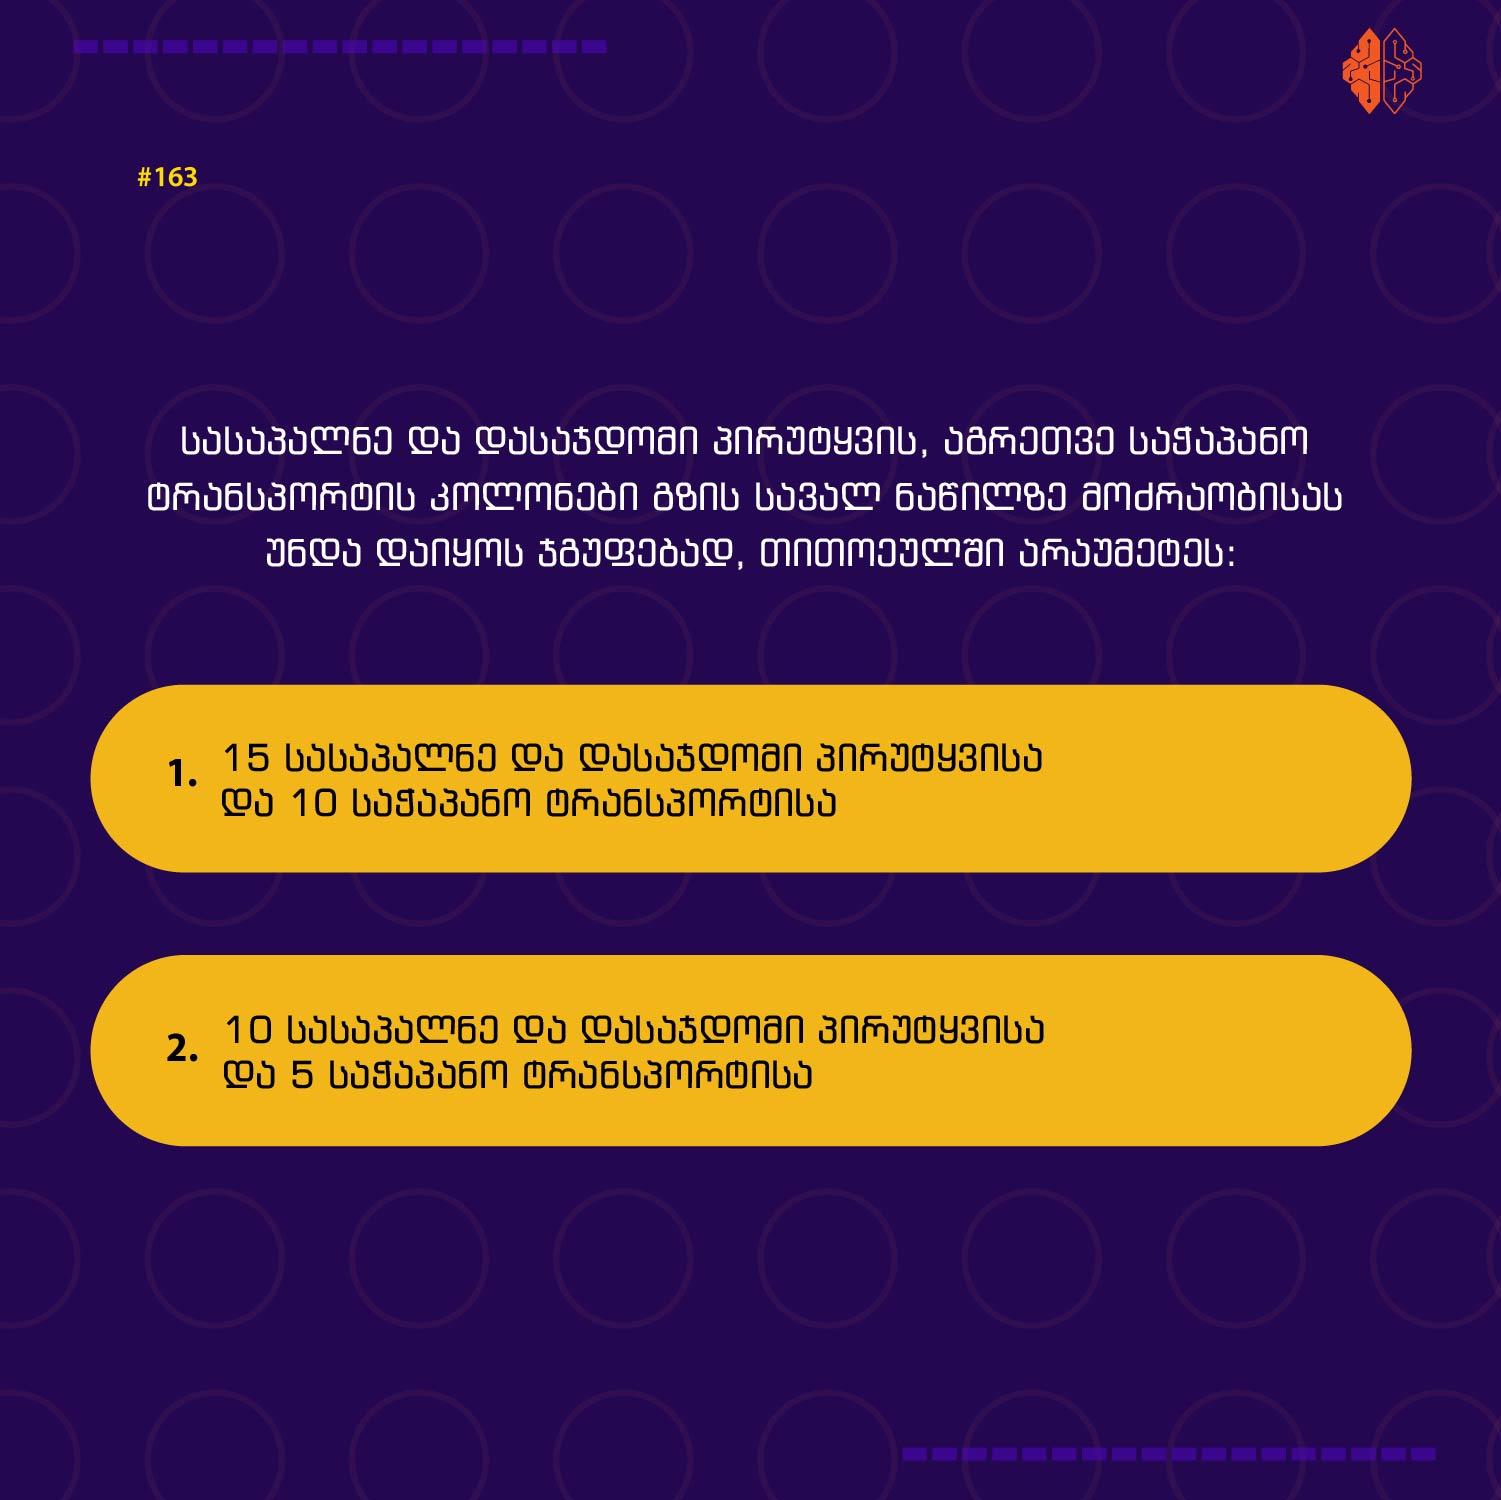 #163
სასაპალნე და დასაჯდომი პირუტყვის, აგრეთვე საჭაპანო
ტრანსპორტის კოლონები გზის სავალ ნაწილზე მოძრაობისას
უნდა დაიყოს ჯგუფებად, თითოეულში არაუმეტეს:
1. 15 სასაპალნე და დასაჯდომი პირუტყვისა
და 10 საჭაპანო ტრანსპორტისა
2. 10 სასაპალნე და დასაჯდომი პირუტყვისა
და 5 საჭაპანო ტრანსპორტისა